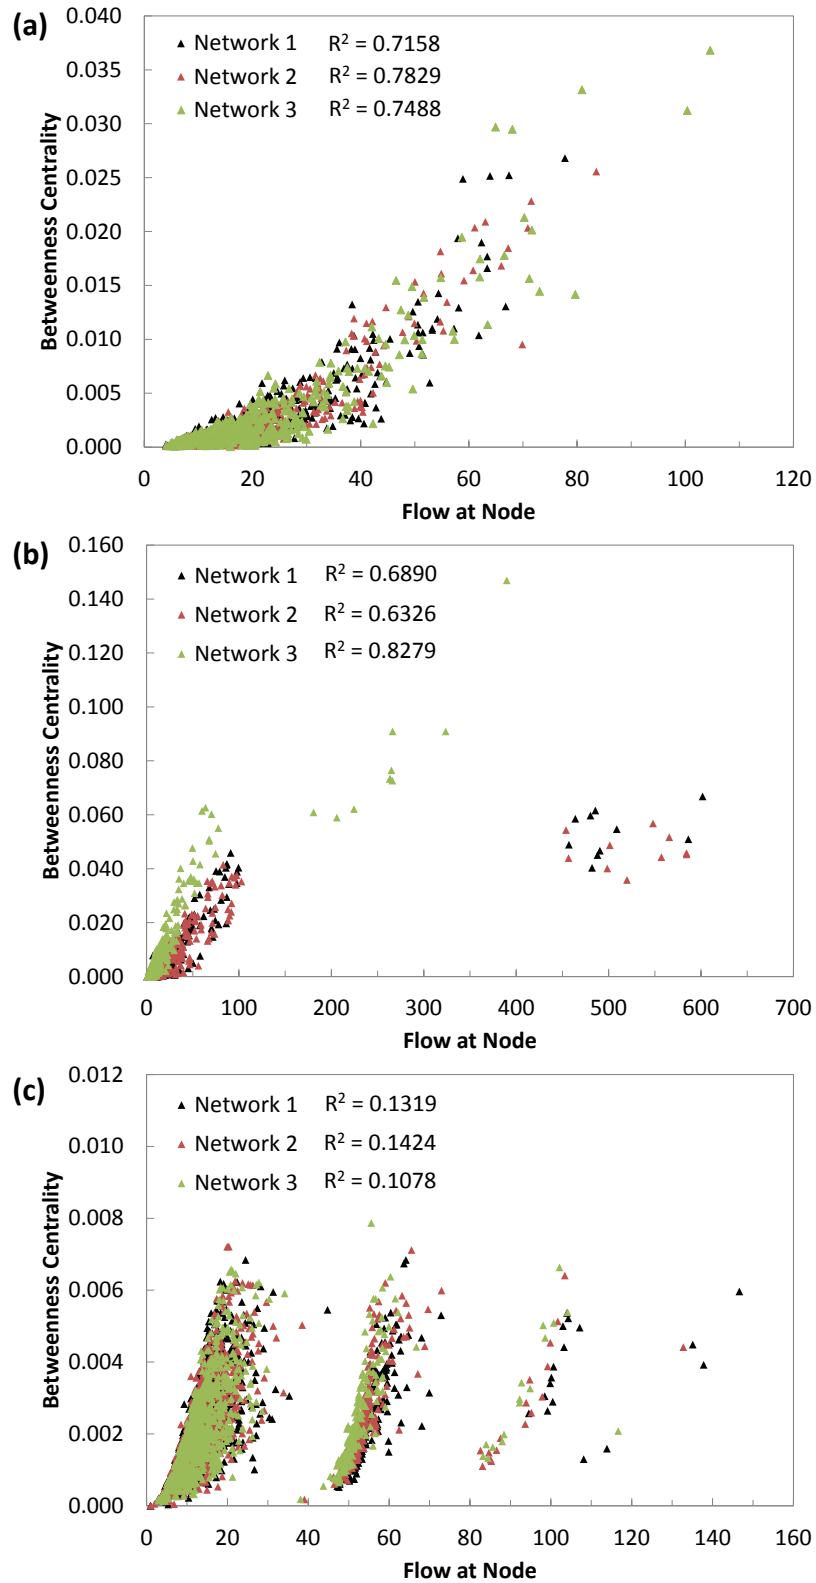 (a)
0.040
0.035
0.030
0.025
0.020
0.015
0.010
0.005
0.000
Betweenness Centrality
Network 1 R² = 0.7158
Network 2 R² = 0.7829
Network 3 R² = 0.7488
0 20 40 60 80 100 120
Flow at Node
(b)
0.160
0.140
0.120
0.100
0.080
0.060
0.040
0.020
0.000
Betweenness Centrality
Network 1 R² = 0.6890
Network 2 R² = 0.6326
Network 3 R² = 0.8279
0 100 200 300 400 500 600 700
Flow at Node
(c)
0.012
0.010
0.008
0.006
0.004
0.002
0.000
Betweenness Centrality
Network 1 R² = 0.1319
Network 2 R² = 0.1424
Network 3 R² = 0.1078
0 20 40 60 80 100 120 140 160
Flow at Node